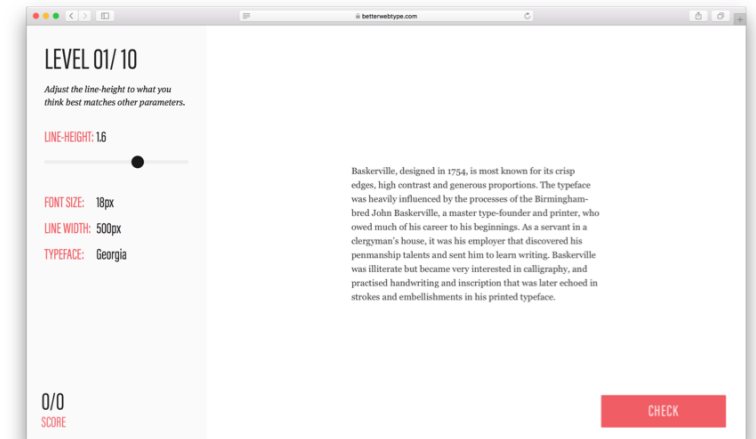 betterwebtype.com
LEVEL 01/ 10
Adjust the line-height to what you
think best matches other parameters.
LINE-HEIGHT: 1.6
FONT SIZE: 18px
LINE WIDTH: 500px
TYPEFACE: Georgia
0/0
SCORE
Baskerville, designed in 1754, is most known for its crisp
edges, high contrast and generous proportions. The typeface
was heavily influenced by the processes of the Birmingham-
bred John Baskerville, a master type-founder and printer, who
owed much of his career to his beginnings. As a servant in a
clergyman's house, it was his employer that discovered his
penmanship talents and sent him to learn writing. Baskerville
was illiterate but became very interested in calligraphy, and
practised handwriting and inscription that was later echoed in
strokes and embellishments in his printed typeface.
CHECK